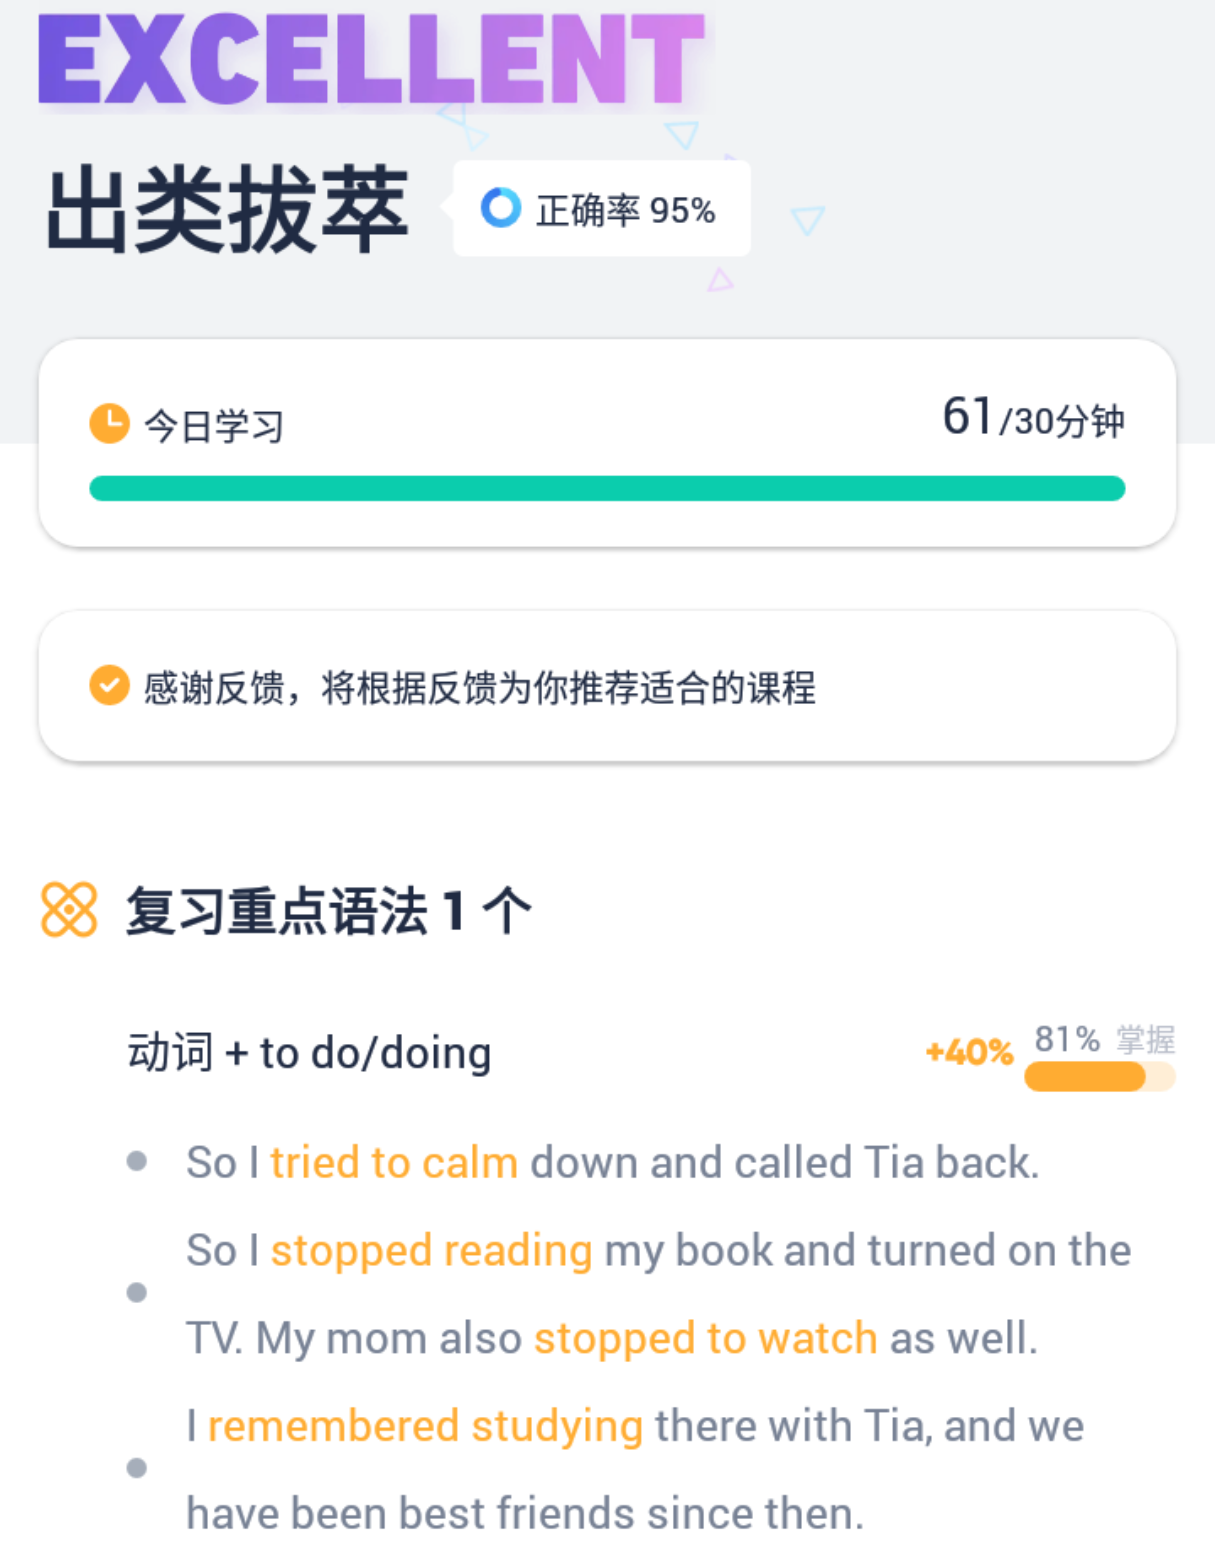 EXCELLENT
出类拔萃
正确率 95%
今日学习
61/30分钟
感谢反馈，将根据反馈为你推荐适合的课程
复习重点语法 1 个
动词 + to do/doing
+40%
81% 掌握
So I tried to calm down and called Tia back.
So I stopped reading my book and turned on the
TV. My mom also stopped to watch as well.
I remembered studying there with Tia, and we
have been best friends since then.